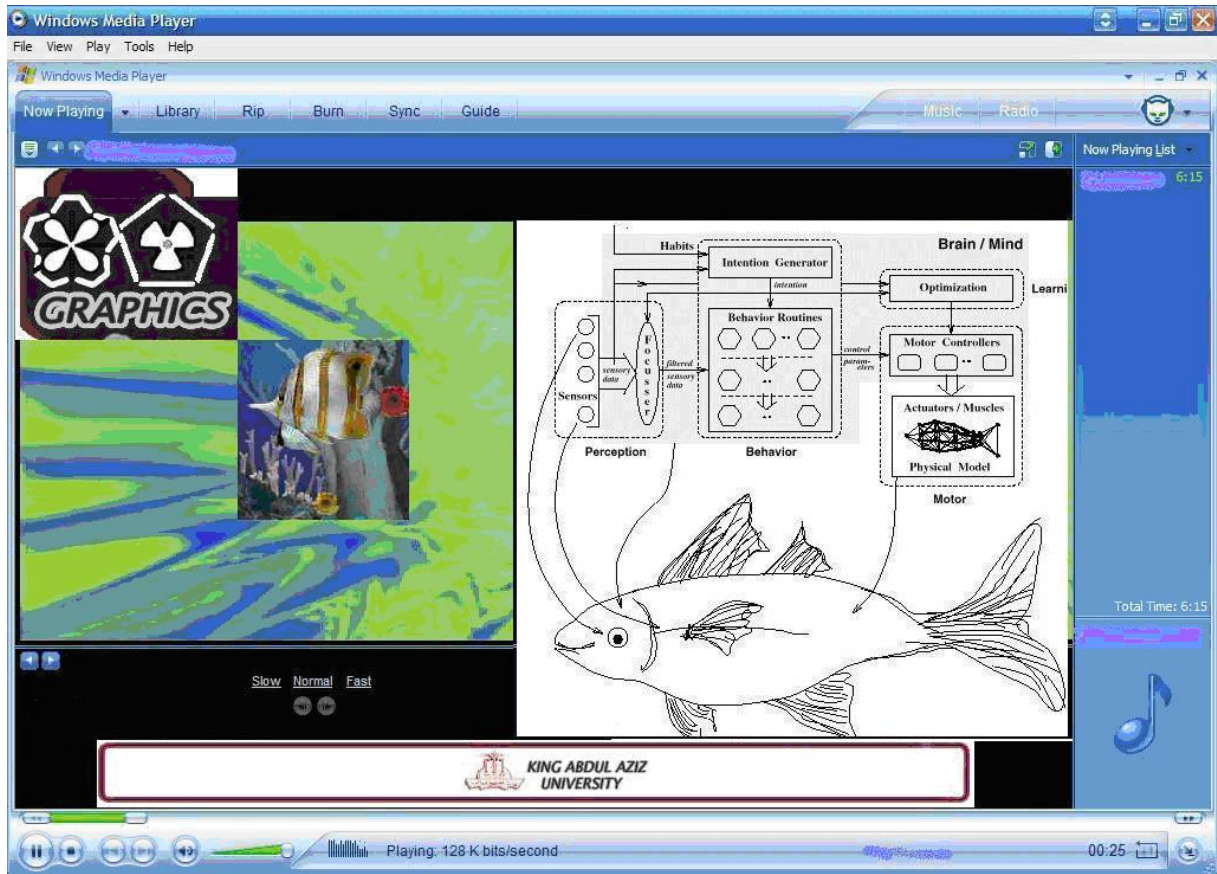 Windows Media Player
File View Play Tools Help
Windows Media Player
Now Playing Library Rip Burn Sync Guide Music Radio
Now Playing List
6:15
GRAPHICS
Brain / Mind
Habits
Intention Generator
intention
Optimization
Learni
Behavior Routines
Motor Controllers
Focusser
sensory
data
filtered
sensory
data
control
param-
eters
Sensors
Actuators / Muscles
Physical Model
Perception
Behavior
Motor
Total Time: 6:15
Slow Normal Fast
KING ABDUL AZIZ
UNIVERSITY
Playing: 128 K bits/second
00:25